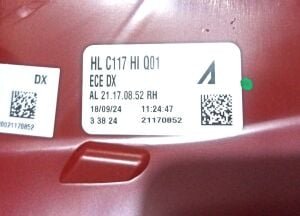 HL C117 HI Q01
ECE DX
AL 21.17.08.52 RH
18/09/24 11:24:47
3 38 24 21170852
DX